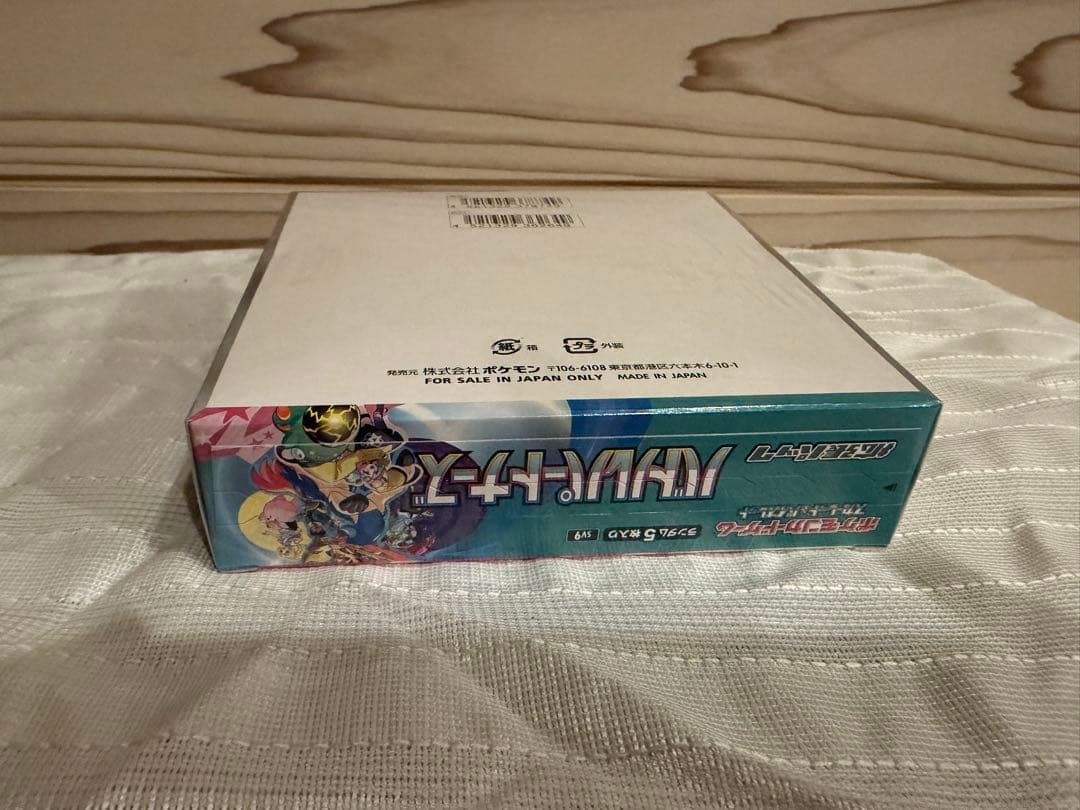 紙 箱 プラ 外装
発売元 株式会社 ポケモン 〒106-6108 東京都港区六本木6-10-1
FOR SALE IN JAPAN ONLY MADE IN JAPAN
ポケモンカードゲーム
スカーレット&バイオレット
拡張パック
バトルパートナーズ
ランダム5枚入り SV9